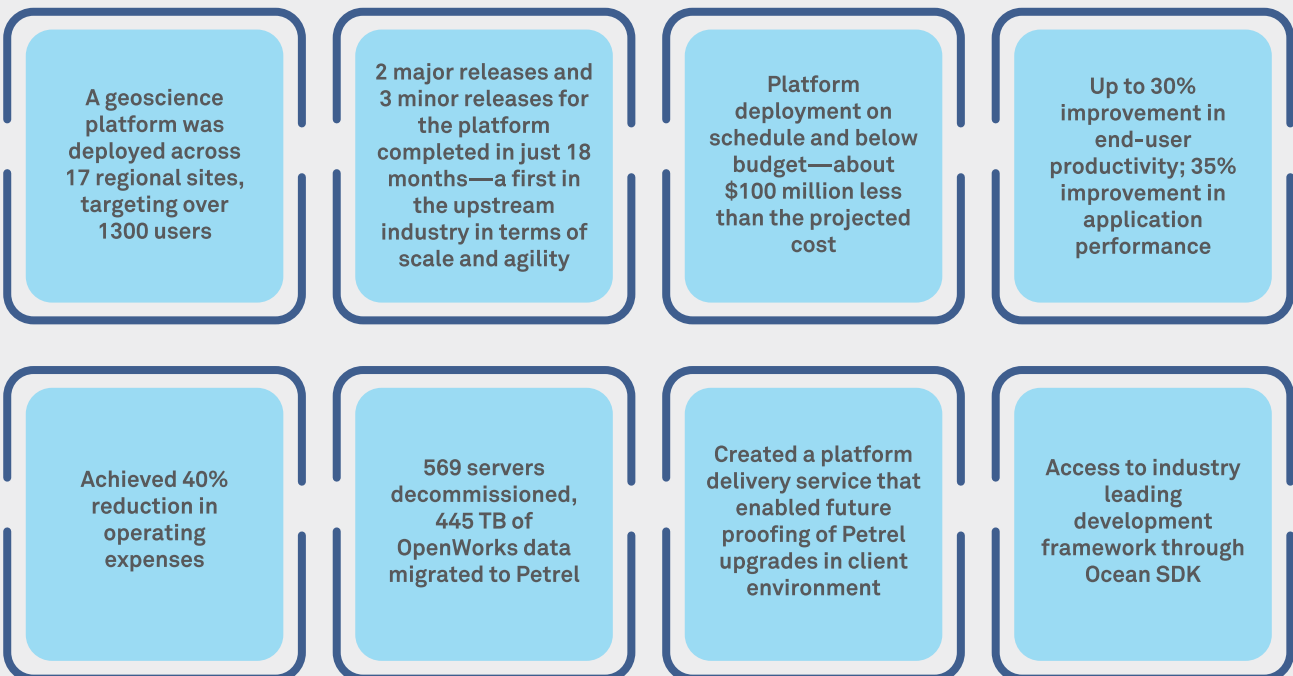 A geoscience
platform was
deployed across
17 regional sites,
targeting over
1300 users
2 major releases and
3 minor releases for
the platform
completed in just 18
months—a first in
the upstream
industry in terms of
scale and agility
Platform
deployment on
schedule and below
budget—about
$100 million less
than the projected
cost
Up to 30%
improvement in
end-user
productivity; 35%
improvement in
application
performance
Achieved 40%
reduction in
operating
expenses
569 servers
decommissioned,
445 TB of
OpenWorks data
migrated to Petrel
Created a platform
delivery service that
enabled future
proofing of Petrel
upgrades in client
environment
Access to industry
leading
development
framework through
Ocean SDK